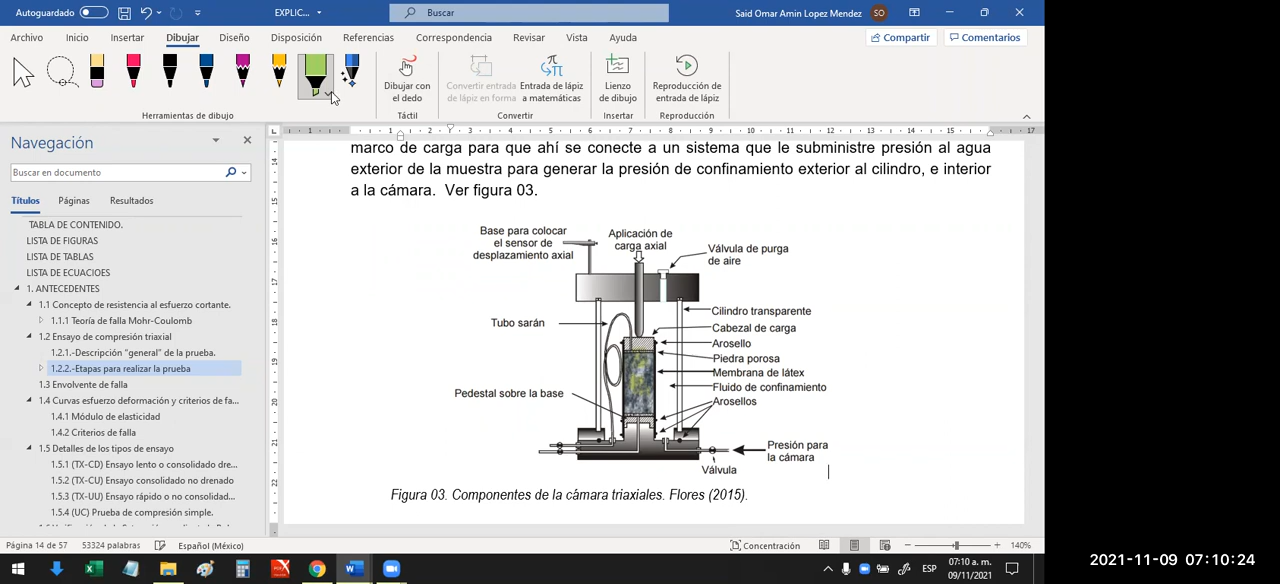 Autoguardado
EXPLIC...
Buscar
Said Omar Amin Lopez Mendez
SO
Archivo
Inicio
Insertar
Dibujar
Diseño
Disposición
Referencias
Correspondencia
Revisar
Vista
Ayuda
Compartir
Comentarios
Dibujar con
el dedo
Convertir entrada
de lápiz en forma
Entrada de lápiz
a matemáticas
Lienzo
de dibujo
Reproducción de
entrada de lápiz
Herramientas de dibujo
Táctil
Convertir
Insertar
Reproducción
Navegación
Buscar en documento
Títulos
Páginas
Resultados
TABLA DE CONTENIDO.
LISTA DE FIGURAS
LISTA DE TABLAS
LISTA DE ECUACIOES
1. ANTECEDENTES
1.1 Concepto de resistencia al esfuerzo cortante.
1.1.1 Teoría de falla Mohr-Coulomb
1.2 Ensayo de compresión triaxial
1.2.1.-Descripción "general" de la prueba.
1.2.2.-Etapas para realizar la prueba
1.3 Envolvente de falla
1.4 Curvas esfuerzo deformación y criterios de fa...
1.4.1 Módulo de elasticidad
1.4.2 Criterios de falla
1.5 Detalles de los tipos de ensayo
1.5.1 (TX-CD) Ensayo lento o consolidado dre...
1.5.2 (TX-CU) Ensayo consolidado no drenado
1.5.3 (TX-UU) Ensayo rápido o no consolidad...
1.5.4 (UC) Prueba de compresión simple.
marco de carga para que ahí se conecte a un sistema que le subministre presión al agua
exterior de la muestra para generar la presión de confinamiento exterior al cilindro, e interior
a la cámara. Ver figura 03.
Base para colocar
el sensor de
desplazamiento axial
Aplicación de
carga axial
Válvula de purga
de aire
Cilindro transparente
Tubo sarán
Cabezal de carga
Arosello
Piedra porosa
Membrana de látex
Fluido de confinamiento
Pedestal sobre la base
Arosellos
Presión para
la cámara
Válvula
Figura 03. Componentes de la cámara triaxiales. Flores (2015).
Página 14 de 57
53324 palabras
Español (México)
Concentración
140%
ESP
07:10 a. m.
09/11/2021
2021-11-09 07:10:24